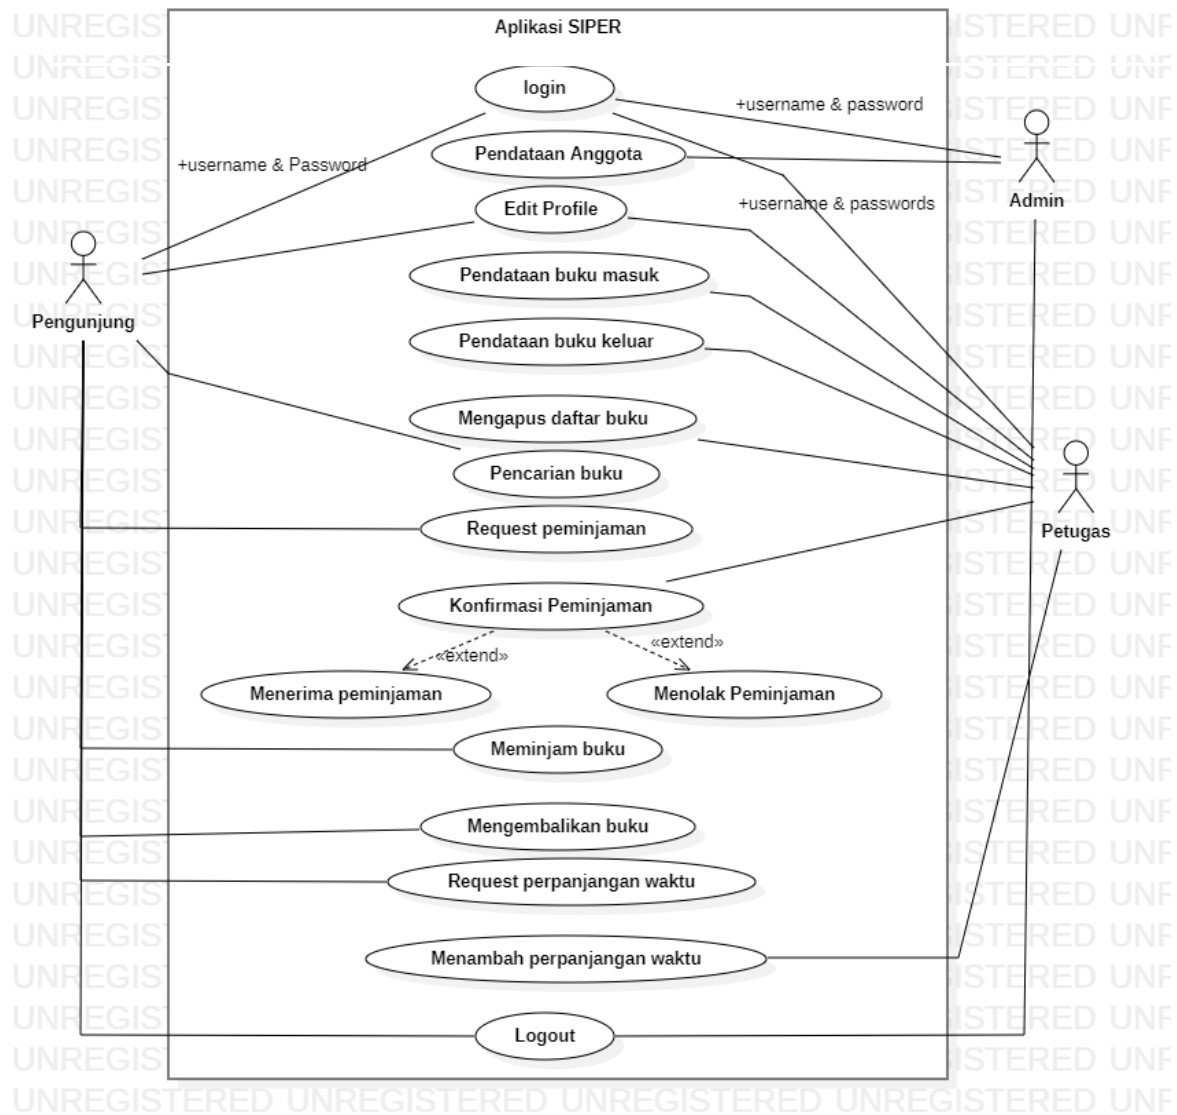 Aplikasi SIPER
login
+username & password
+username & Password
Pendataan Anggota
Admin
Edit Profile
+username & passwords
Pendataan buku masuk
Pengunjung
Pendataan buku keluar
Mengapus daftar buku
Pencarian buku
Request peminjaman
Petugas
Konfirmasi Peminjaman
«extend»
«extend»
Menerima peminjaman
Menolak Peminjaman
Meminjam buku
Mengembalikan buku
Request perpanjangan waktu
Menambah perpanjangan waktu
Logout
UNREGISTERED UNREGISTERED UNREGISTERED UNR